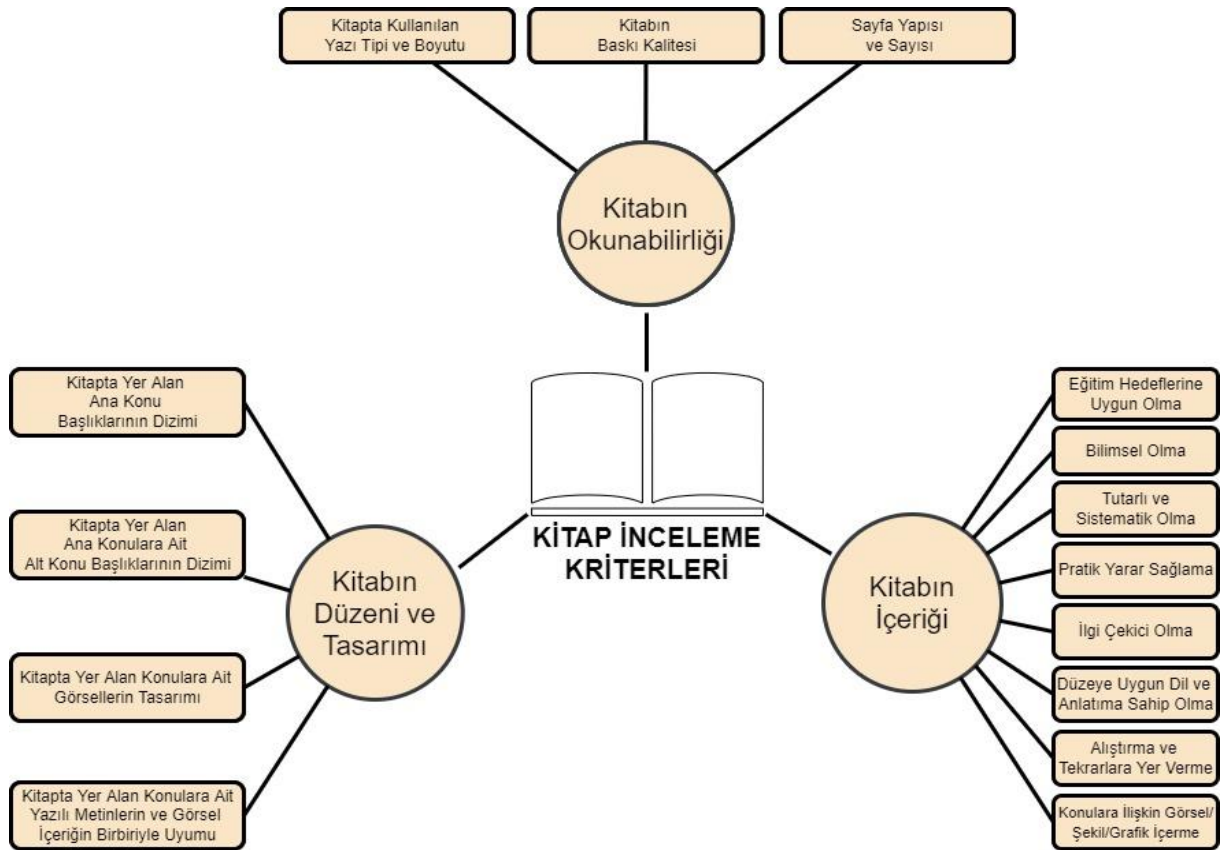 Kitapta Kullanılan
Yazı Tipi ve Boyutu
Kitabın
Baskı Kalitesi
Sayfa Yapısı
ve Sayısı
Kitabın
Okunabilirliği
KİTAP İNCELEME
KRİTERLERİ
Kitabın
Düzeni ve
Tasarımı
Kitapta Yer Alan
Ana Konu
Başlıklarının Dizimi
Kitapta Yer Alan
Ana Konulara Ait
Alt Konu Başlıklarının Dizimi
Kitapta Yer Alan Konulara Ait
Görsellerin Tasarımı
Kitapta Yer Alan Konulara Ait
Yazılı Metinlerin ve Görsel
İçeriğin Birbiriyle Uyumu
Kitabın
İçeriği
Eğitim Hedeflerine
Uygun Olma
Bilimsel Olma
Tutarlı ve
Sistematik Olma
Pratik Yarar Sağlama
İlgi Çekici Olma
Düzeye Uygun Dil ve
Anlatıma Sahip Olma
Alıştırma ve
Tekrarlara Yer Verme
Konulara İlişkin Görsel/
Şekil/Grafik İçerme